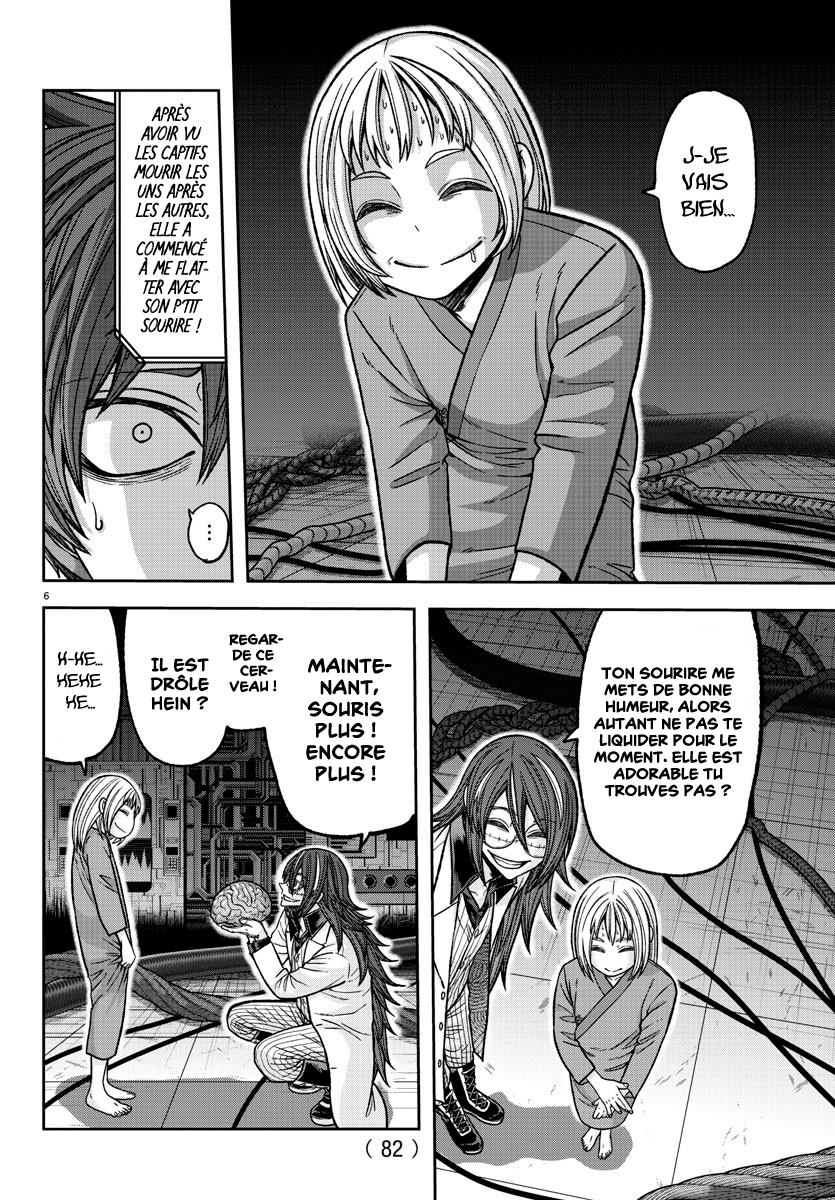 J-JE
VAIS
BIEN...
APRÈS
AVOIR VU
LES CAPTIFS
MOURIR LES
UNS APRÈS
LES AUTRES,
ELLE A
COMMENCÉ
À ME FLAT-
TER AVEC
SON P'TIT
SOURIRE !
...
6
TON SOURIRE ME
METS DE BONNE
HUMEUR, ALORS
AUTANT NE PAS TE
LIQUIDER POUR LE
MOMENT. ELLE EST
ADORABLE TU
TROUVES PAS ?
MAINTE-
NANT,
SOURIS
PLUS !
ENCORE
PLUS !
REGAR-
DE CE
CER-
VEAU !
IL EST
DRÔLE
HEIN ?
H-HE...
HEHE
HE...
( 82 )